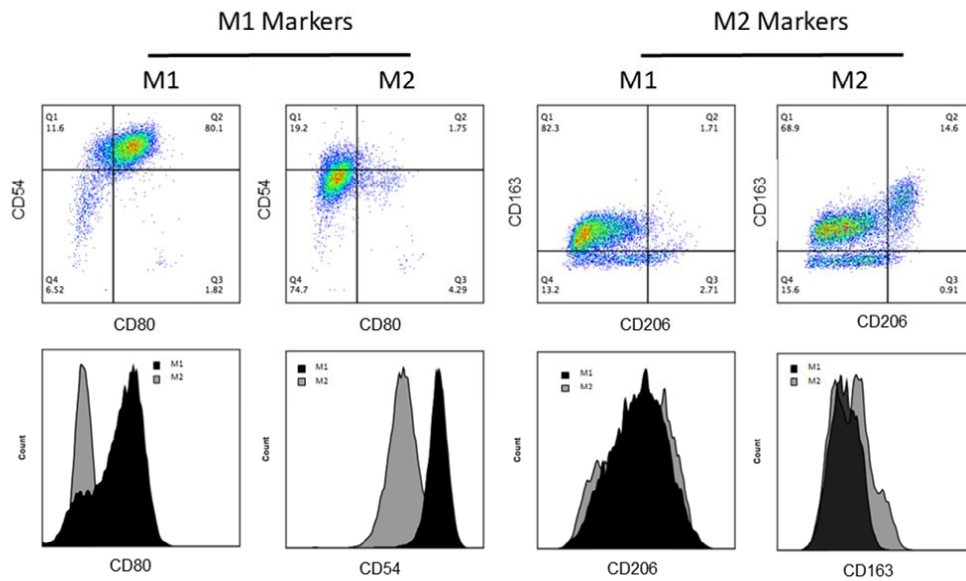 M1 Markers
M2 Markers
M1
M2
M1
M2
Q1
11.6
Q2
80.1
Q4
6.52
Q3
1.82
CD54
CD80
Q1
19.2
Q2
1.75
Q4
74.7
Q3
4.29
CD54
CD80
Q1
82.3
Q2
1.71
Q4
13.2
Q3
2.71
CD163
CD206
Q1
68.9
Q2
14.6
Q4
15.6
Q3
0.91
CD163
CD206
M1
M2
Count
CD80
M1
M2
Count
CD54
M1
M2
Count
CD206
M1
M2
Count
CD163